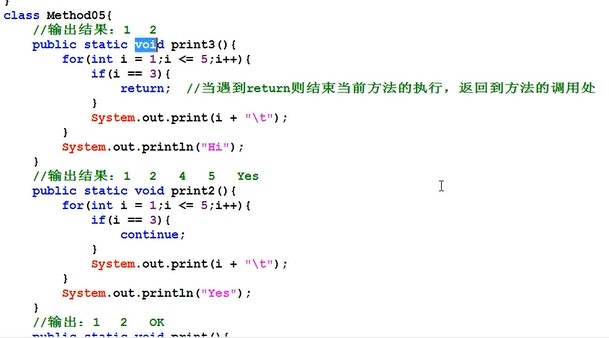 }
class Method05{
//输出结果：1 2
public static void print3(){
for(int i = 1;i <= 5;i++){
if(i == 3){
return; //当遇到return则结束当前方法的执行，返回到方法的调用处
}
System.out.print(i + "\t");
}
System.out.println("Hi");
}
//输出结果：1 2 4 5 Yes
public static void print2(){
for(int i = 1;i <= 5;i++){
if(i == 3){
continue;
}
System.out.print(i + "\t");
}
System.out.println("Yes");
}
//输出：1 2 OK
public static void print(){